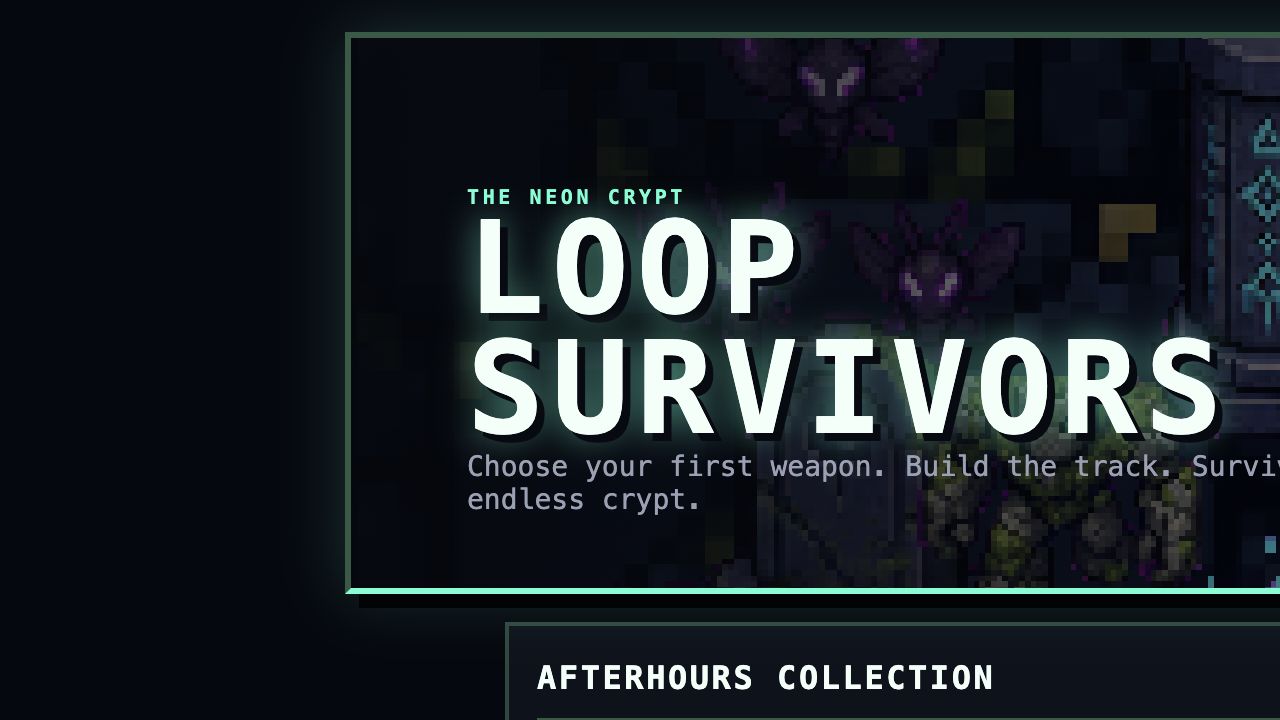 THE NEON CRYPT
LOOP
SURVIVORS
Choose your first weapon. Build the track.
endless crypt.
AFTERHOURS COLLECTION